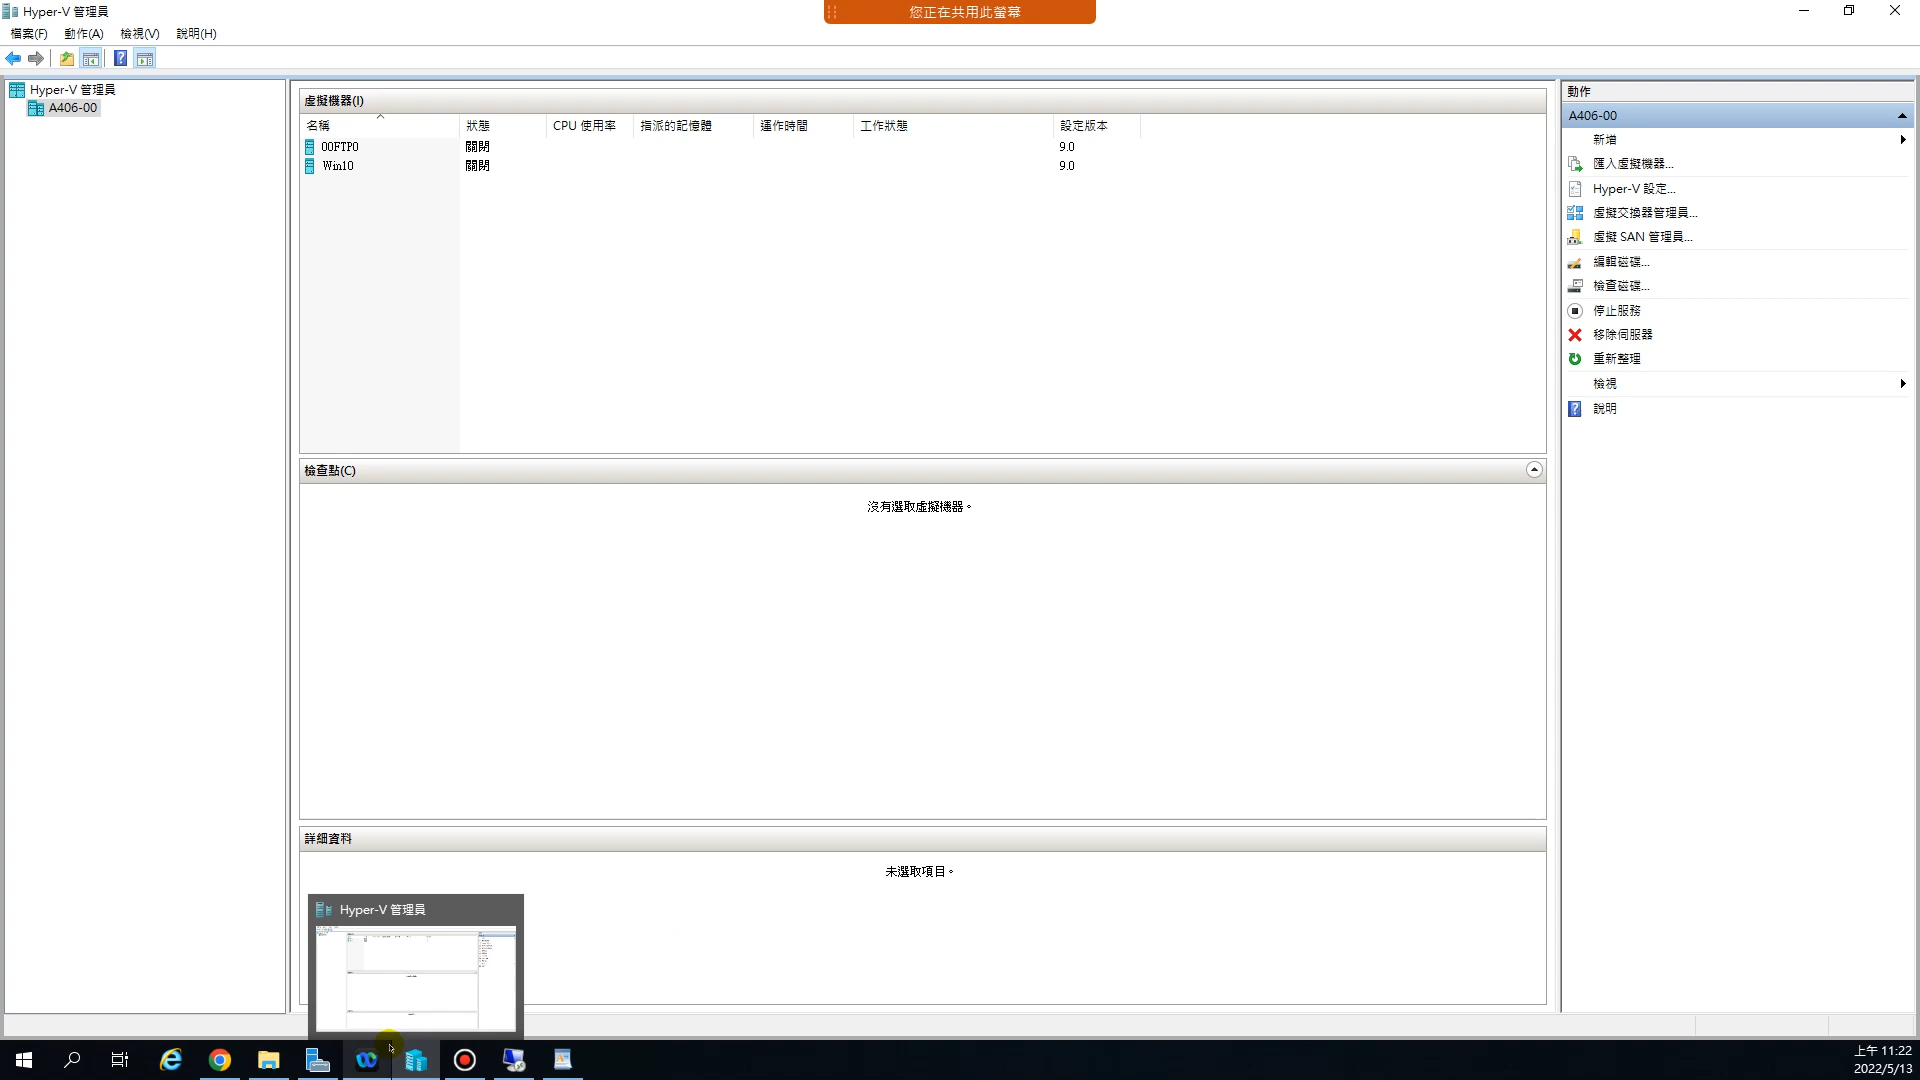 Hyper-V 管理員
您正在共用此螢幕
檔案(F) 動作(A) 檢視(V) 說明(H)
Hyper-V 管理員
A406-00
虛擬機器(I)
名稱 狀態 CPU 使用率 指派的記憶體 運作時間 工作狀態 設定版本
00FTP0 關閉 9.0
Win10 關閉 9.0
檢查點(C)
沒有選取虛擬機器。
詳細資料
未選取項目。
動作
A406-00
新增
匯入虛擬機器...
Hyper-V 設定...
虛擬交換器管理員...
虛擬 SAN 管理員...
編輯磁碟...
檢查磁碟...
停止服務
移除伺服器
重新整理
檢視
說明
Hyper-V 管理員
上午 11:22
2022/5/13